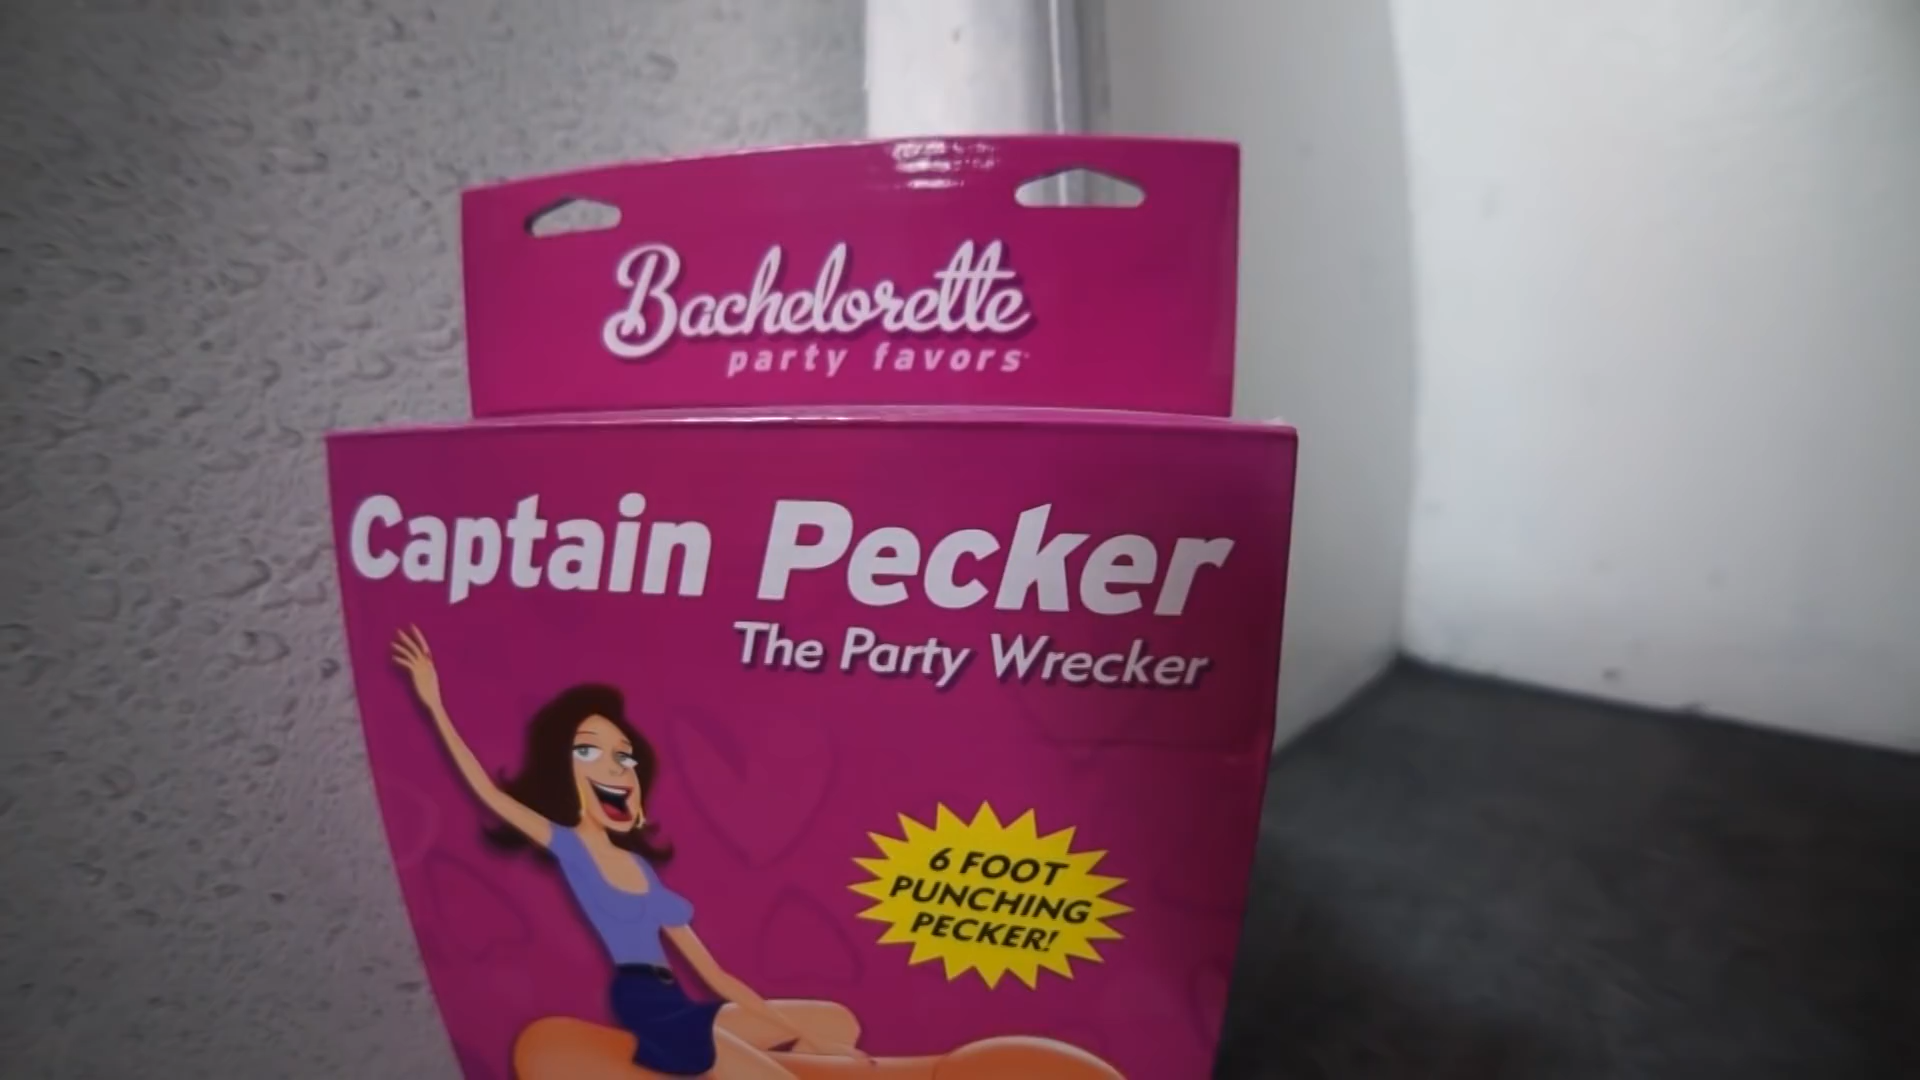 Bachelorette
party favors
Captain Pecker
The Party Wrecker
6 FOOT
PUNCHING
PECKER!